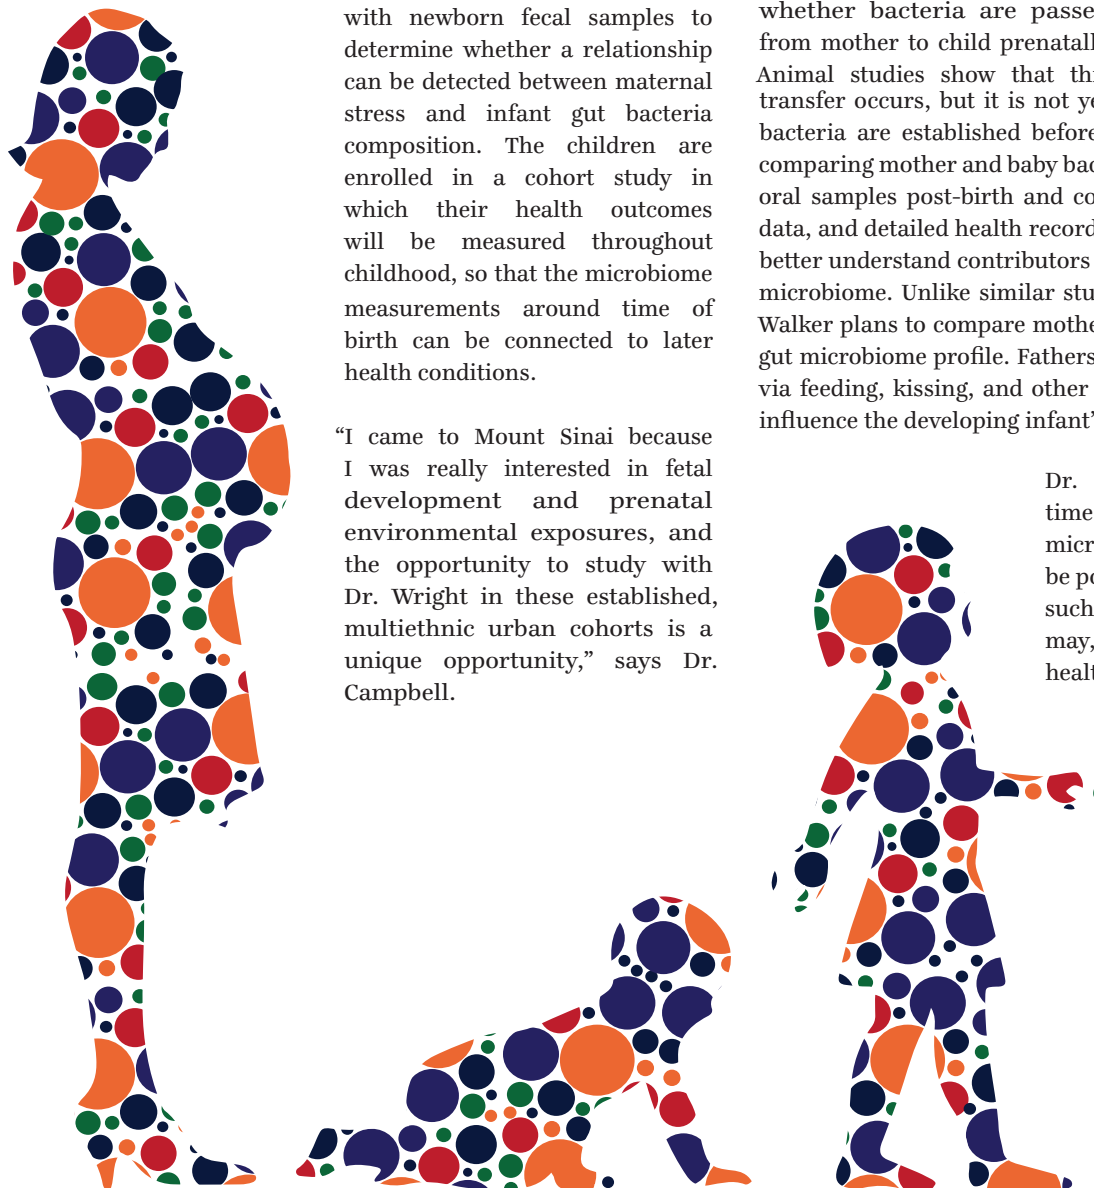 with newborn fecal samples to
determine whether a relationship
can be detected between maternal
stress and infant gut bacteria
composition. The children are
enrolled in a cohort study in
which their health outcomes
will be measured throughout
childhood, so that the microbiome
measurements around time of
birth can be connected to later
health conditions.
“I came to Mount Sinai because
I was really interested in fetal
development and prenatal
environmental exposures, and
the opportunity to study with
Dr. Wright in these established,
multiethnic urban cohorts is a
unique opportunity,” says Dr.
Campbell.
whether bacteria are passe
from mother to child prenatall
Animal studies show that th
transfer occurs, but it is not ye
bacteria are established before
comparing mother and baby bac
oral samples post-birth and co
data, and detailed health record
better understand contributors
microbiome. Unlike similar stu
Walker plans to compare mothe
gut microbiome profile. Fathers
via feeding, kissing, and other
influence the developing infant’
Dr.
time
micr
be po
such
may,
healt